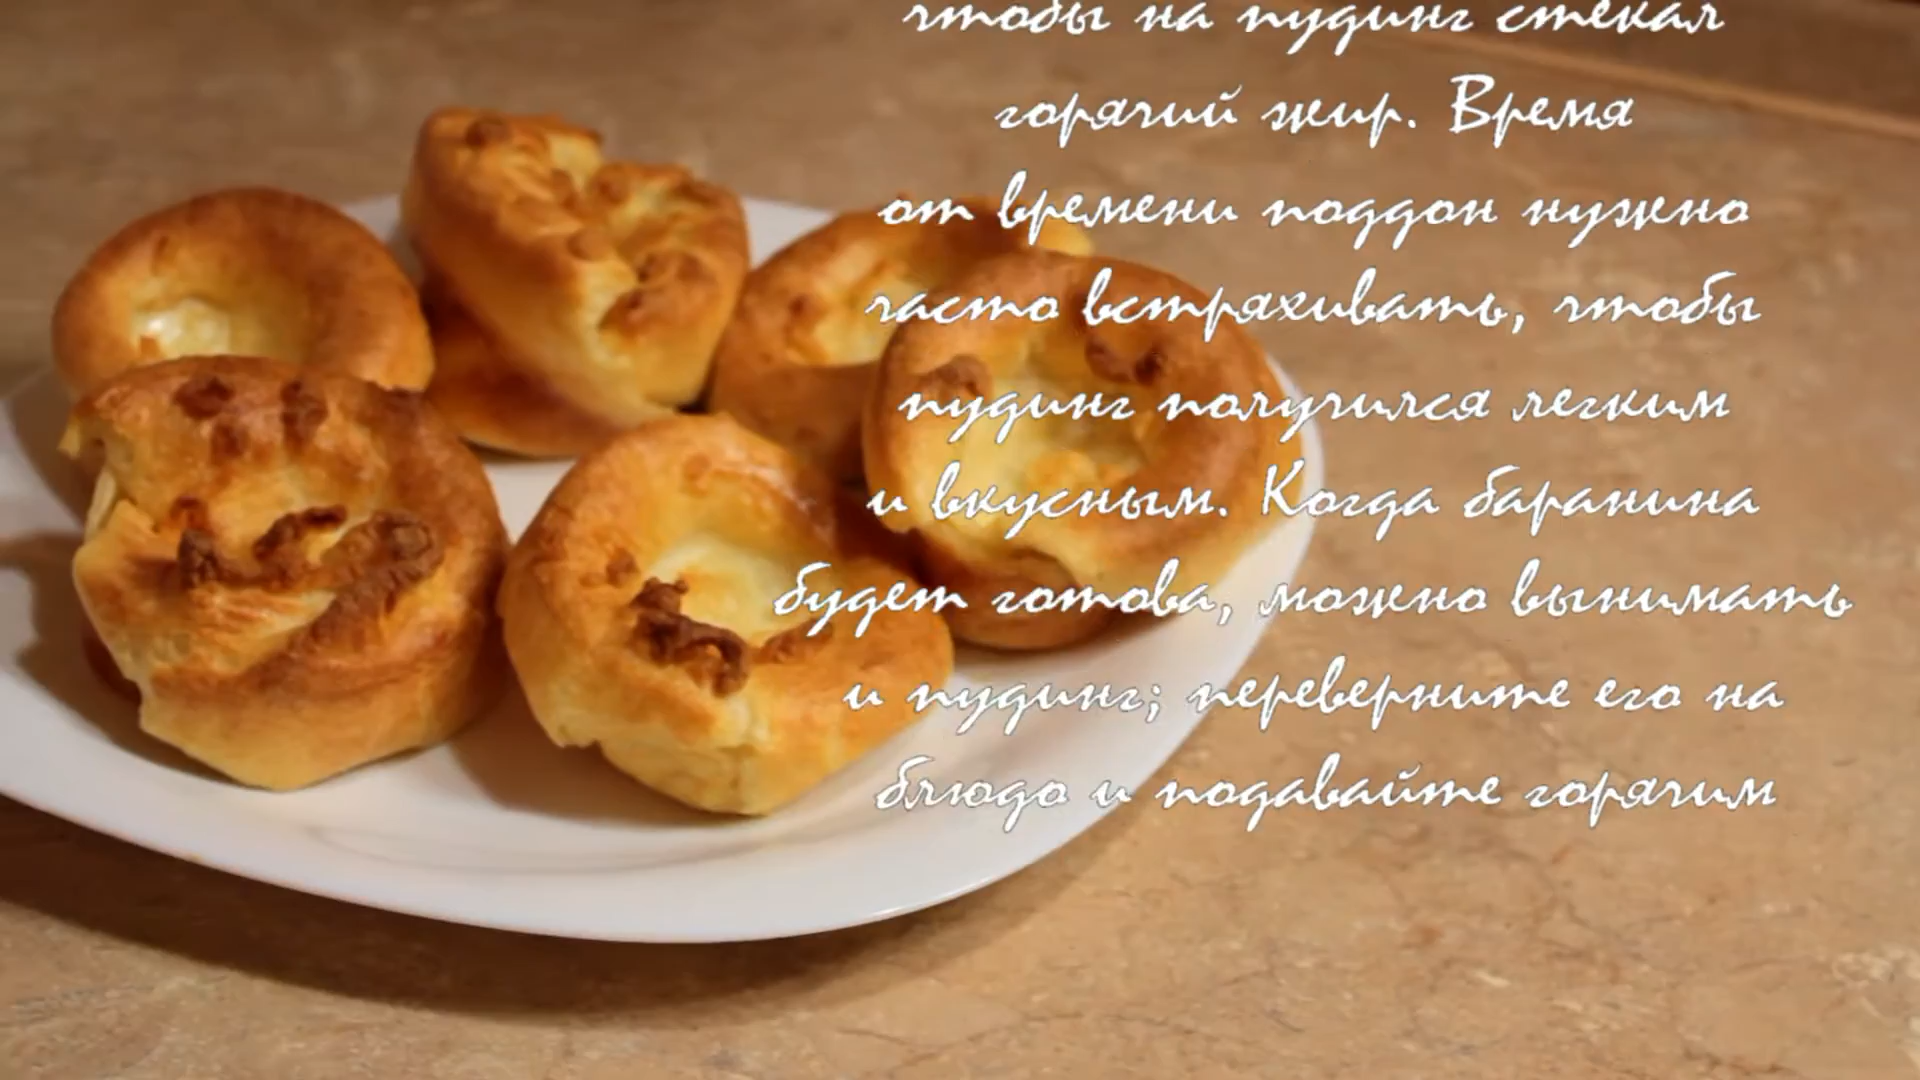 чтобы на пудинг стекал
горячий жир. Время
от времени поддон нужно
часто встряхивать, чтобы
пудинг получился легким
и вкусным. Когда баранина
будет готова, можно вынимать
и пудинг; переверните его на
блюдо и подавайте горячим